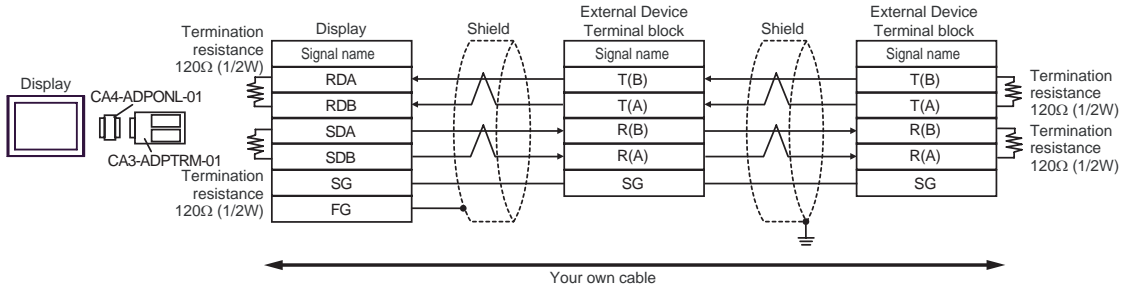 Display
CA4-ADPONL-01
CA3-ADPTRM-01
Termination
resistance
120Ω (1/2W)
Termination
resistance
120Ω (1/2W)
Display
Signal name
RDA
RDB
SDA
SDB
SG
FG
Shield
External Device
Terminal block
Signal name
T(B)
T(A)
R(B)
R(A)
SG
Shield
External Device
Terminal block
Signal name
T(B)
T(A)
R(B)
R(A)
SG
Termination
resistance
120Ω (1/2W)
Termination
resistance
120Ω (1/2W)
Your own cable